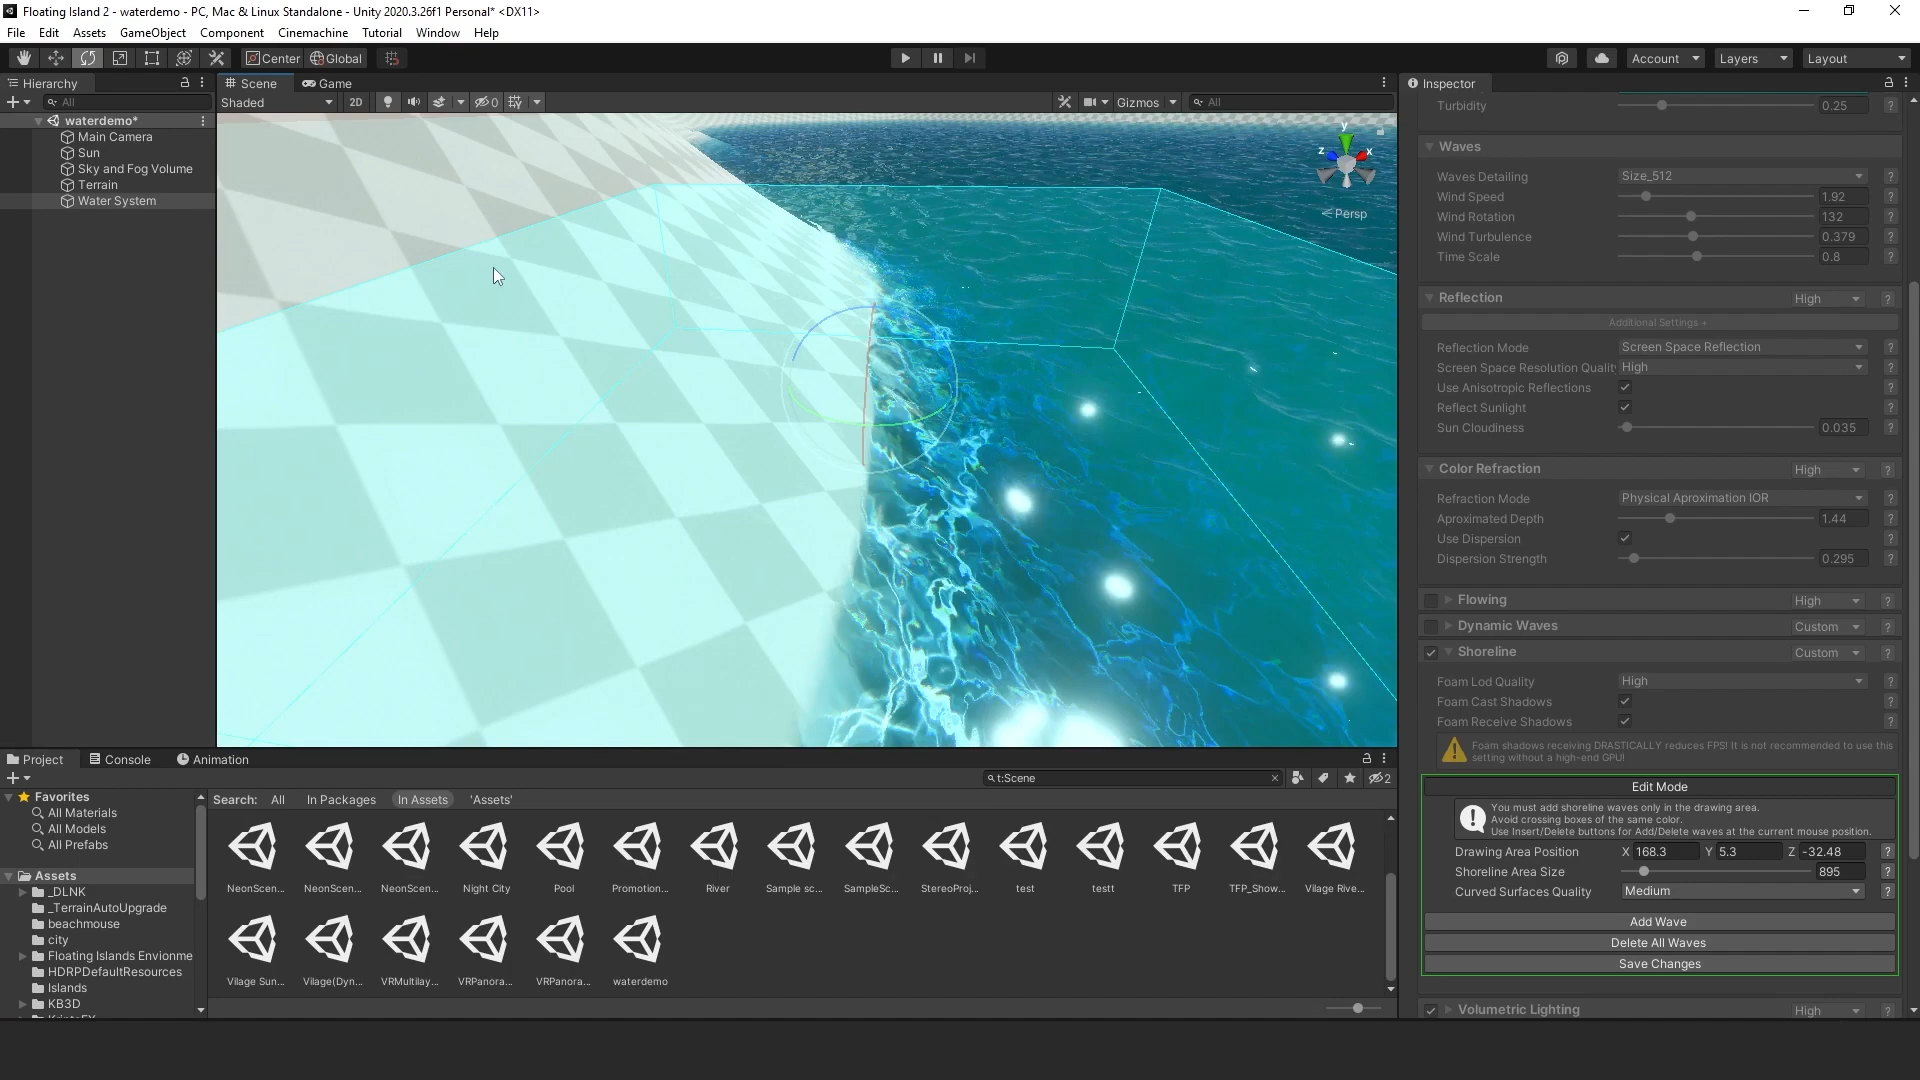 Floating Island 2 - waterdemo - PC, Mac & Linux Standalone - Unity 2020.3.26f1 Personal* <DX11>
File Edit Assets GameObject Component Cinemachine Tutorial Window Help
Center Global Account Layers Layout
Hierarchy
All
waterdemo*
Main Camera
Sun
Sky and Fog Volume
Terrain
Water System
Scene Game
Shaded 2D 0 Gizmos All
y
z x
Persp
Inspector
Turbidity 0.25 ?
Waves
Waves Detailing Size_512 ?
Wind Speed 1.92 ?
Wind Rotation 132 ?
Wind Turbulence 0.379 ?
Time Scale 0.8 ?
Reflection High ?
Additional Settings +
Reflection Mode Screen Space Reflection ?
Screen Space Resolution Qualit High ?
Use Anisotropic Reflections ?
Reflect Sunlight ?
Sun Cloudiness 0.035 ?
Color Refraction High ?
Refraction Mode Physical Aproximation IOR ?
Aproximated Depth 1.44 ?
Use Dispersion ?
Dispersion Strength 0.295 ?
Flowing High ?
Dynamic Waves Custom ?
Shoreline Custom ?
Foam Lod Quality High ?
Foam Cast Shadows ?
Foam Receive Shadows ?
Foam shadows receiving DRASTICALLY reduces FPS! It is not recommended to use this
setting without a high-end GPU!
Edit Mode
You must add shoreline waves only in the drawing area.
Avoid crossing boxes of the same color.
Use Insert/Delete buttons for Add/Delete waves at the current mouse position.
Drawing Area Position X 168.3 Y 5.3 Z -32.48 ?
Shoreline Area Size 895 ?
Curved Surfaces Quality Medium ?
Add Wave
Delete All Waves
Save Changes
Volumetric Lighting High ?
Project Console Animation
t:Scene 2
Favorites
All Materials
All Models
All Prefabs
Assets
_DLNK
_TerrainAutoUpgrade
beachmouse
city
Floating Islands Envionme
HDRPDefaultResources
Islands
KB3D
Search: All In Packages In Assets 'Assets'
NeonScen... NeonScen... NeonScen... Night City Pool Promotion... River Sample sc... SampleSc... StereoProj... test testt TFP TFP_Show... Vilage Rive...
Vilage Sun... Vilage(Dyn... VRMultilay... VRPanora... VRPanora... waterdemo